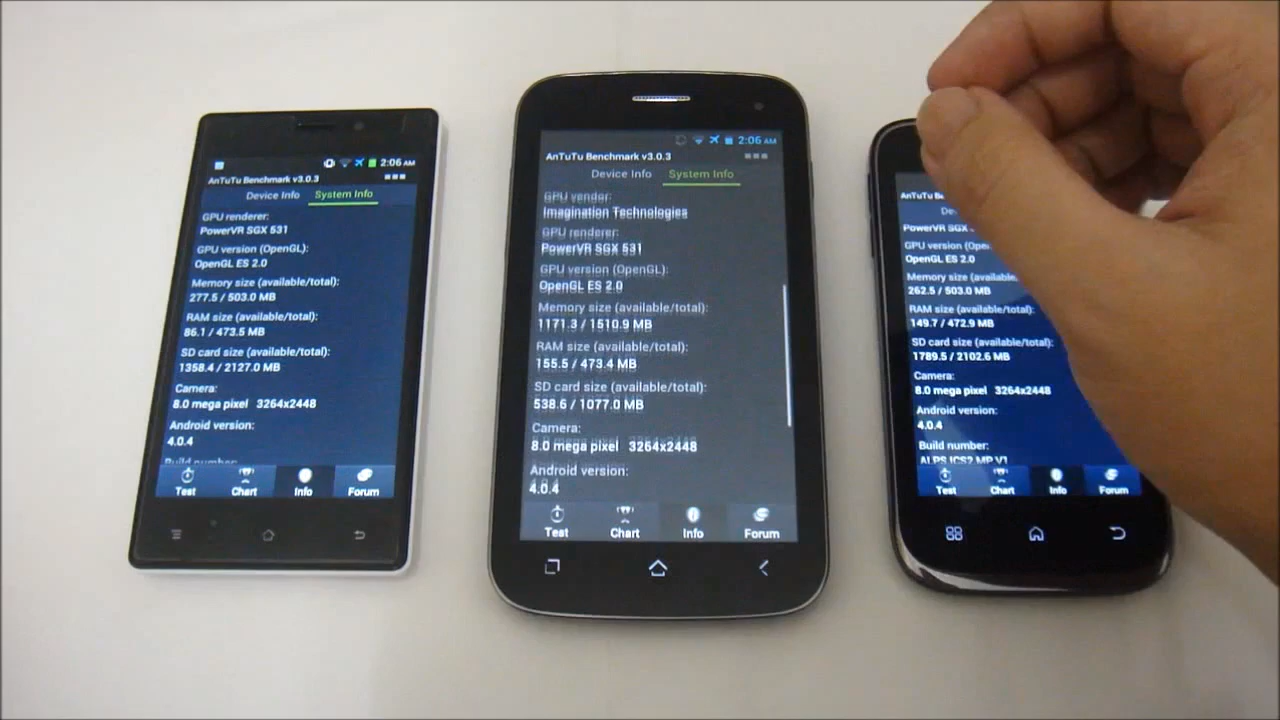 2:06 AM
AnTuTu Benchmark v3.0.3
Device Info System Info
GPU renderer:
PowerVR SGX 531
GPU version (OpenGL):
OpenGL ES 2.0
Memory size (available/total):
277.5 / 503.0 MB
RAM size (available/total):
86.1 / 473.5 MB
SD card size (available/total):
1358.4 / 2127.0 MB
Camera:
8.0 mega pixel 3264x2448
Android version:
4.0.4
Build number:
Test Chart Info Forum
2:06 AM
AnTuTu Benchmark v3.0.3
Device Info System Info
GPU vendor:
Imagination Technologies
GPU renderer:
PowerVR SGX 531
GPU version (OpenGL):
OpenGL ES 2.0
Memory size (available/total):
1171.3 / 1510.9 MB
RAM size (available/total):
155.5 / 473.4 MB
SD card size (available/total):
538.6 / 1077.0 MB
Camera:
8.0 mega pixel 3264x2448
Android version:
4.0.4
Test Chart Info Forum
AnTuTu Be
De
PowerVR SGX 5
GPU version (Open
OpenGL ES 2.0
Memory size (availab
262.5 / 503.0 MB
RAM size (available/to
149.7 / 472.9 MB
SD card size (available/t
1789.5 / 2102.6 MB
Camera:
8.0 mega pixel 3264x2
Android version:
4.0.4
Build number:
ALPS.ICS2.MP.V1
Test Chart Info Forum